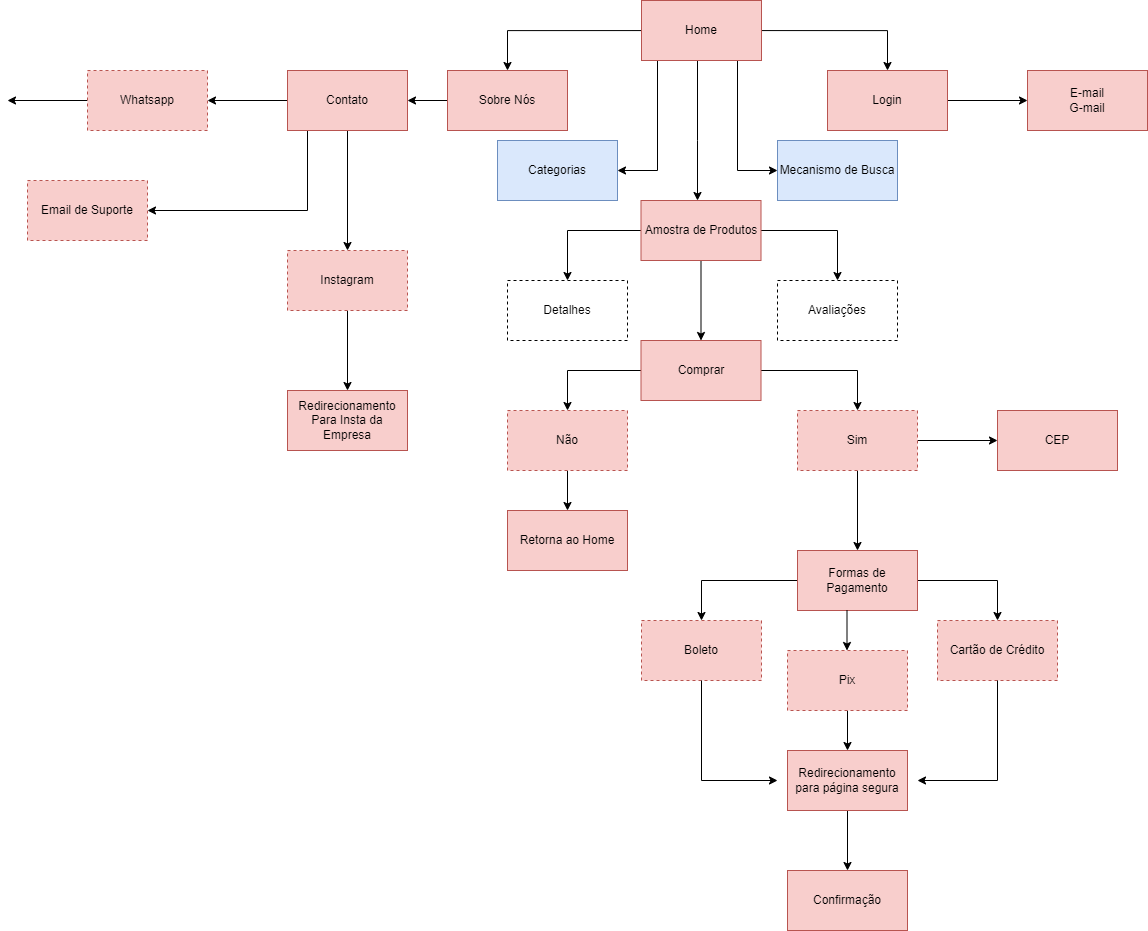 Home
Whatsapp
Contato
Sobre Nós
Login
E-mail
G-mail
Categorias
Mecanismo de Busca
Email de Suporte
Amostra de Produtos
Instagram
Detalhes
Avaliações
Comprar
Redirecionamento
Para Insta da
Empresa
Não
Sim
CEP
Retorna ao Home
Formas de
Pagamento
Boleto
Pix
Cartão de Crédito
Redirecionamento
para página segura
Confirmação